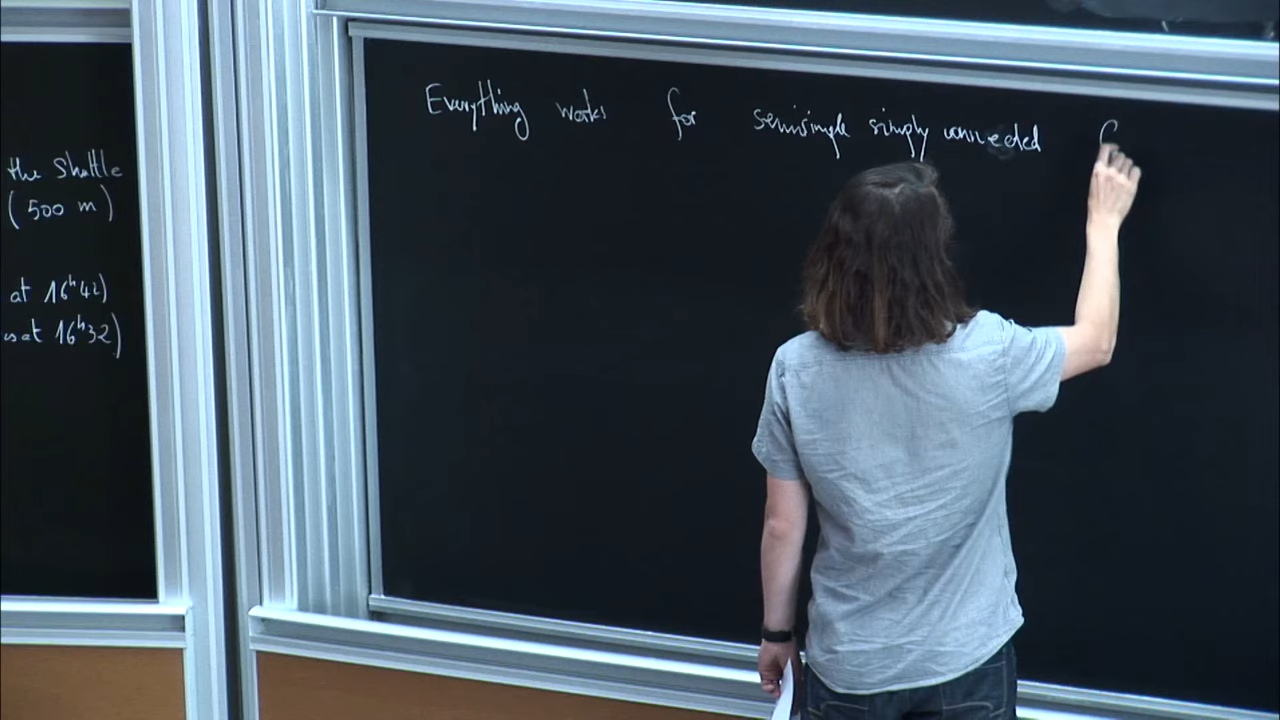 the Shuttle
(500 m)
at 16h42)
at 16h32)
Everything works for semisimple simply connected G